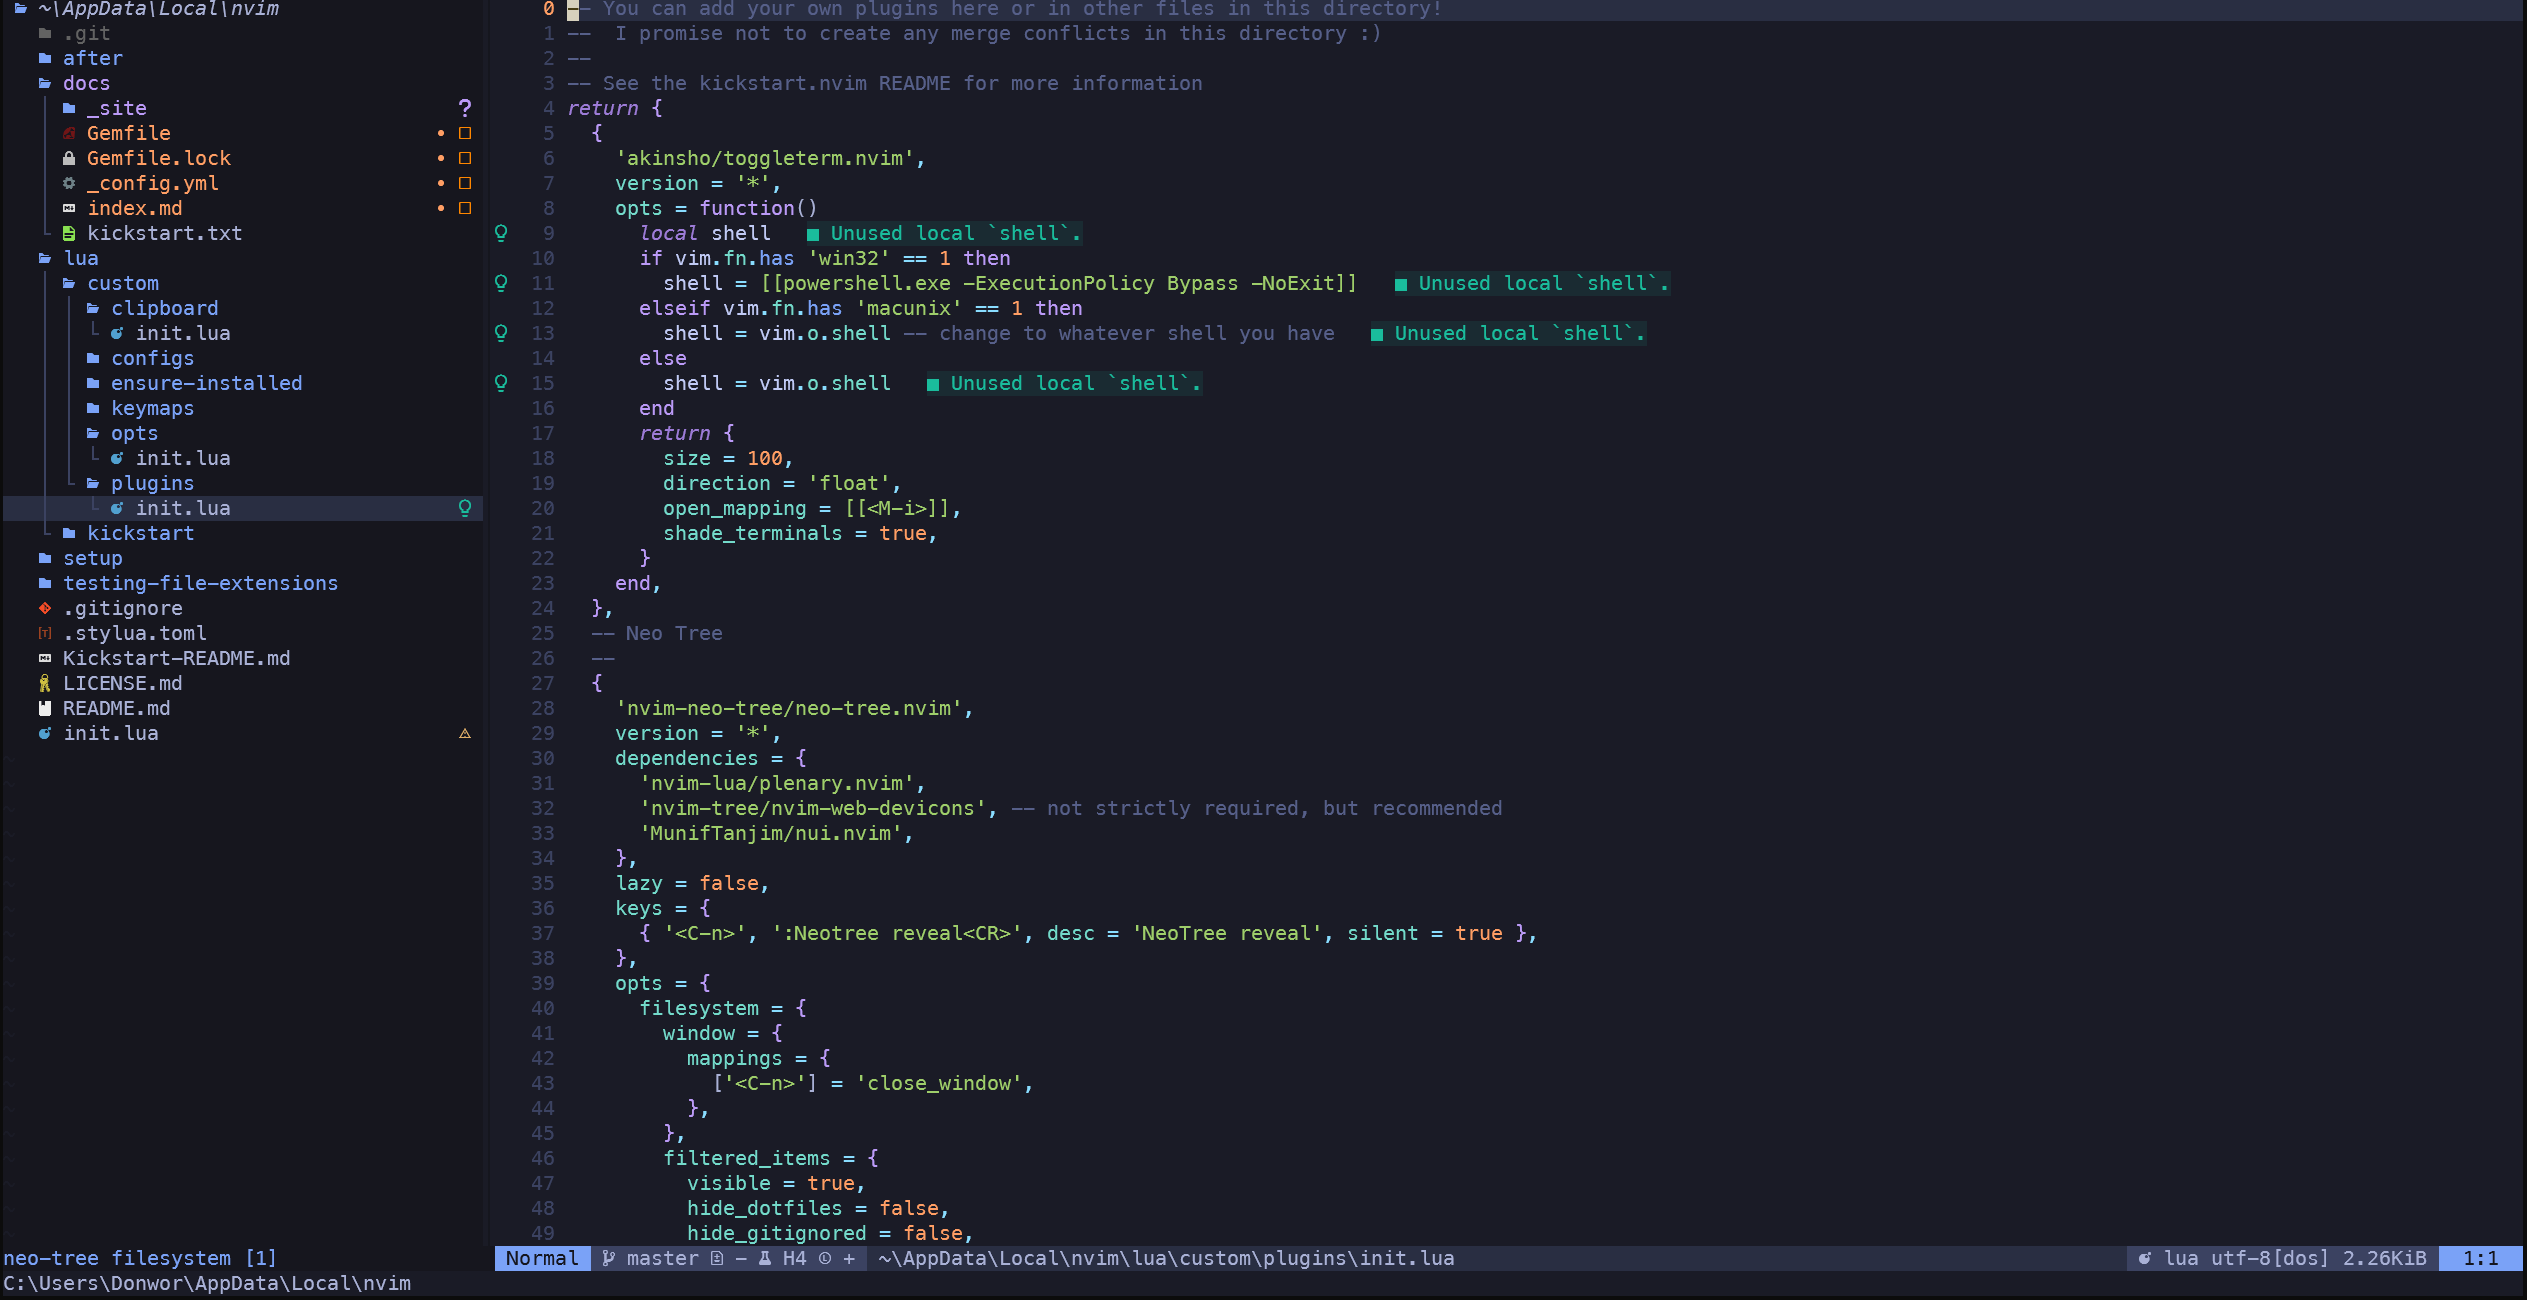 ~\AppData\Local\nvim
.git
after
docs
_site ?
Gemfile
Gemfile.lock
_config.yml
index.md
kickstart.txt
lua
custom
clipboard
init.lua
configs
ensure-installed
keymaps
opts
init.lua
plugins
init.lua
kickstart
setup
testing-file-extensions
.gitignore
.stylua.toml
Kickstart-README.md
LICENSE.md
README.md
init.lua
neo-tree filesystem [1]
0 -- You can add your own plugins here or in other files in this directory!
1 --  I promise not to create any merge conflicts in this directory :)
2 --
3 -- See the kickstart.nvim README for more information
4 return {
5   {
6     'akinsho/toggleterm.nvim',
7     version = '*',
8     opts = function()
9       local shell   ■ Unused local `shell`.
10       if vim.fn.has 'win32' == 1 then
11         shell = [[powershell.exe -ExecutionPolicy Bypass -NoExit]]   ■ Unused local `shell`.
12       elseif vim.fn.has 'macunix' == 1 then
13         shell = vim.o.shell -- change to whatever shell you have   ■ Unused local `shell`.
14       else
15         shell = vim.o.shell   ■ Unused local `shell`.
16       end
17       return {
18         size = 100,
19         direction = 'float',
20         open_mapping = [[<M-i>]],
21         shade_terminals = true,
22       }
23     end,
24   },
25   -- Neo Tree
26   --
27   {
28     'nvim-neo-tree/neo-tree.nvim',
29     version = '*',
30     dependencies = {
31       'nvim-lua/plenary.nvim',
32       'nvim-tree/nvim-web-devicons', -- not strictly required, but recommended
33       'MunifTanjim/nui.nvim',
34     },
35     lazy = false,
36     keys = {
37       { '<C-n>', ':Neotree reveal<CR>', desc = 'NeoTree reveal', silent = true },
38     },
39     opts = {
40       filesystem = {
41         window = {
42           mappings = {
43             ['<C-n>'] = 'close_window',
44           },
45         },
46         filtered_items = {
47           visible = true,
48           hide_dotfiles = false,
49           hide_gitignored = false,
Normal master - H4 + ~\AppData\Local\nvim\lua\custom\plugins\init.lua lua utf-8[dos] 2.26KiB 1:1
C:\Users\Donwor\AppData\Local\nvim